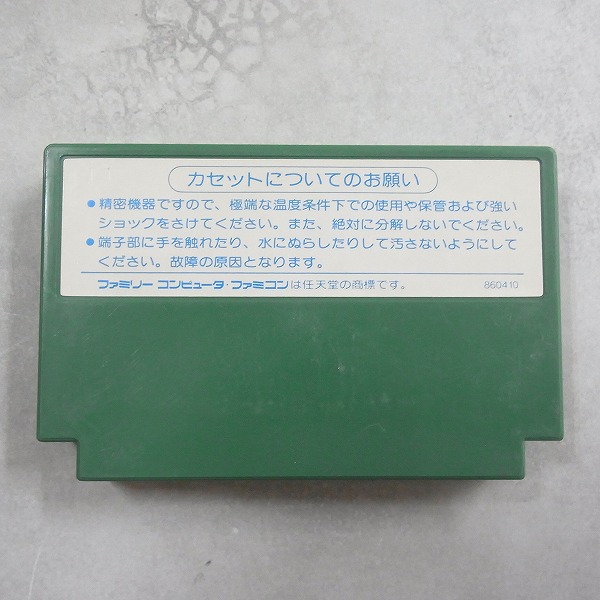 カセットについてのお願い
●精密機器ですので、極端な温度条件下での使用や保管および強い
ショックをさけてください。また、絶対に分解しないでください。
●端子部に手を触れたり、水にぬらしたりして汚さないようにして
ください。故障の原因となります。
ファミリー コンピュータ・ファミコンは任天堂の商標です。 860410